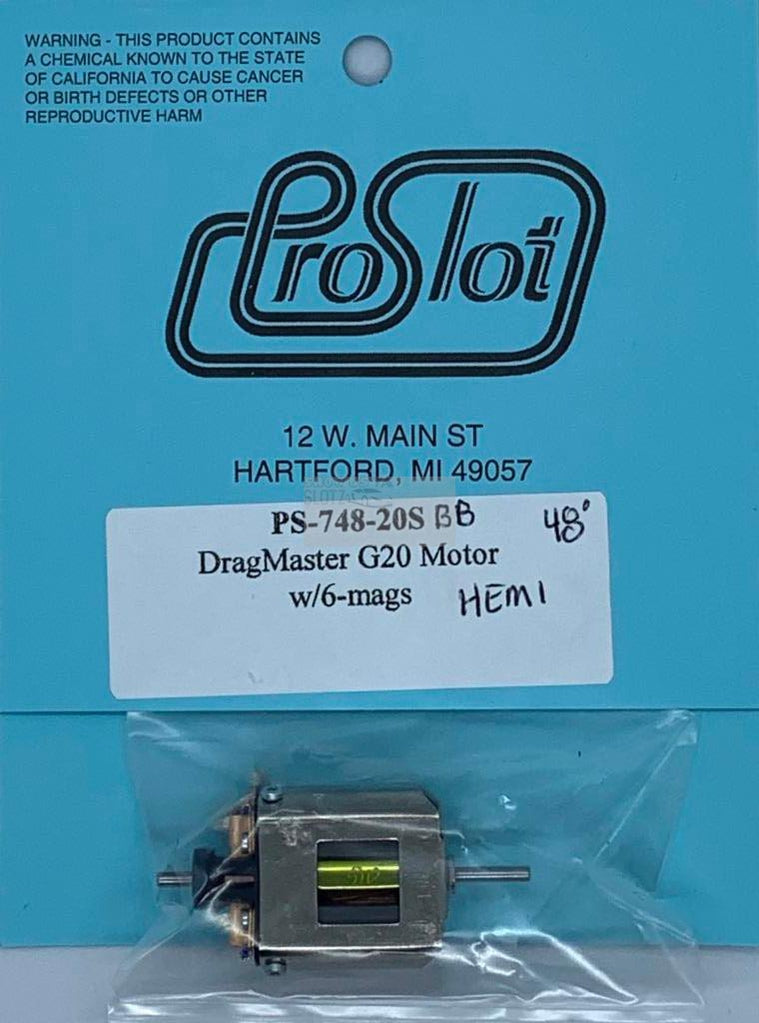 WARNING - THIS PRODUCT CONTAINS
A CHEMICAL KNOWN TO THE STATE
OF CALIFORNIA TO CAUSE CANCER
OR BIRTH DEFECTS OR OTHER
REPRODUCTIVE HARM
ProSlot
12 W. MAIN ST
HARTFORD, MI 49057
PS-748-20S BB 48°
DragMaster G20 Motor
w/6-mags HEMI